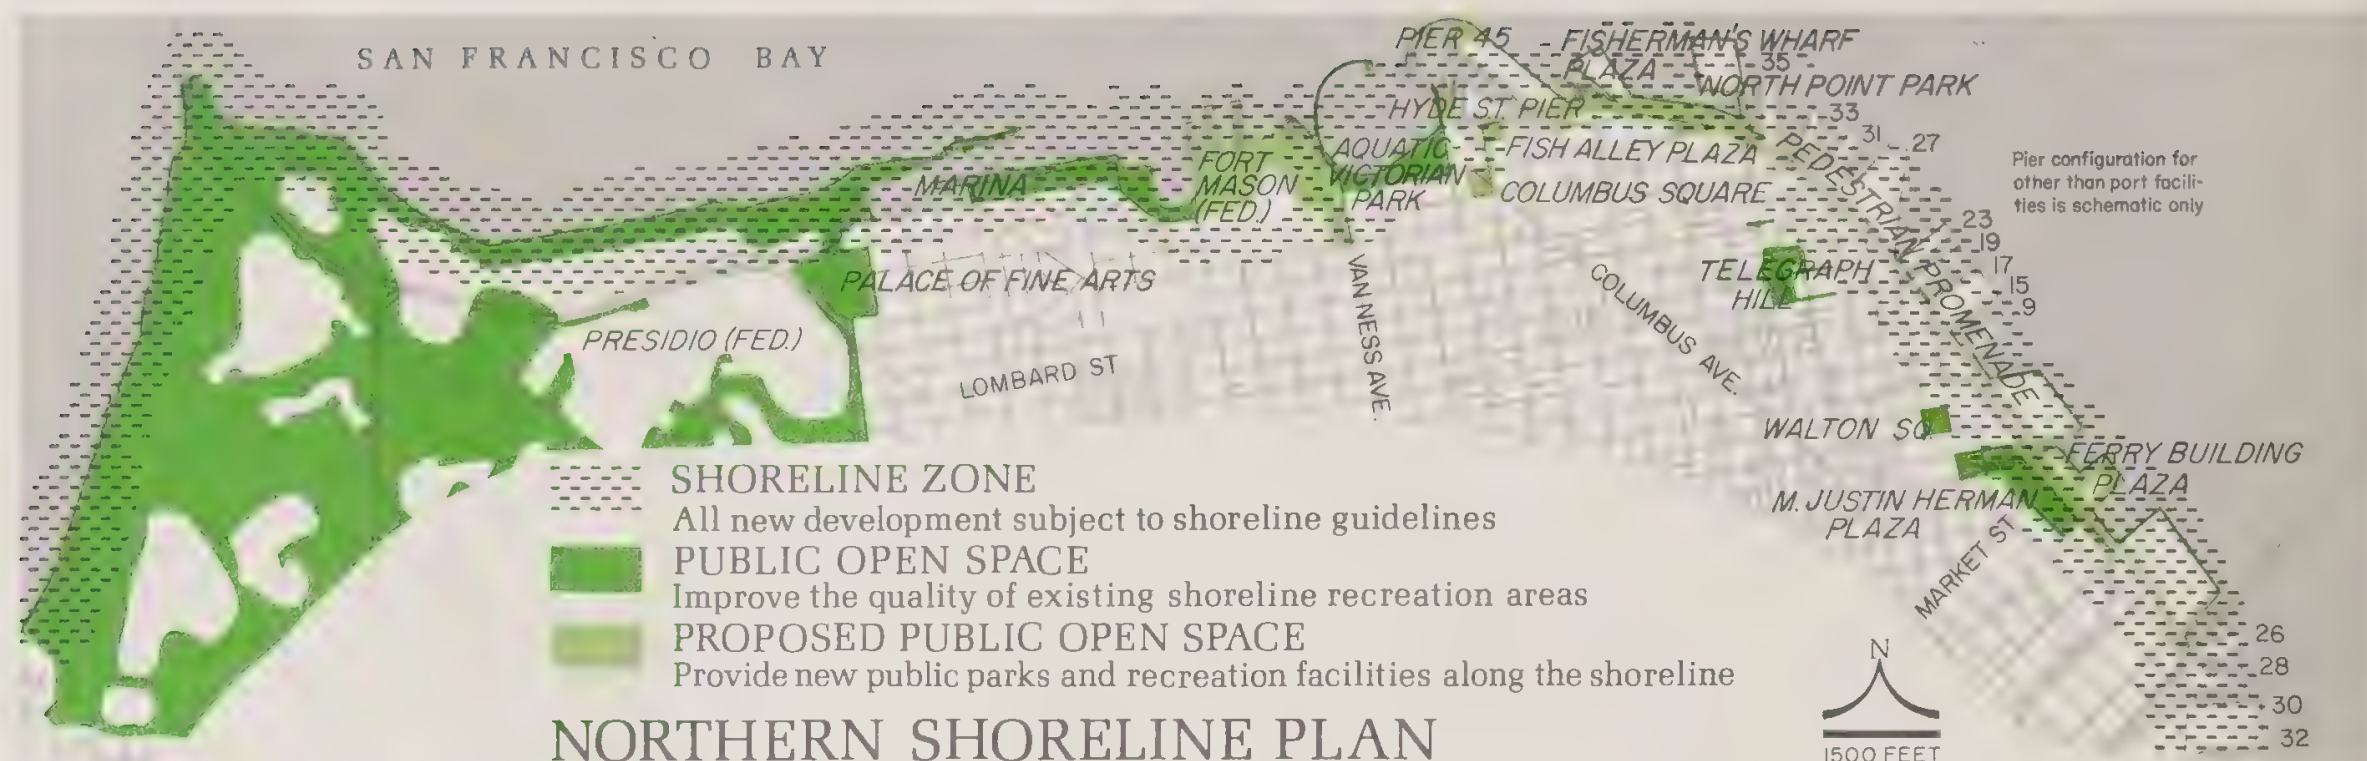 SAN FRANCISCO BAY
PIER 45
FISHERMAN'S WHARF
PLAZA
35
NORTH POINT PARK
HYDE ST. PIER
33
31
27
FORT
MASON
(FED.)
AQUATIC
VICTORIAN
PARK
FISH ALLEY PLAZA
COLUMBUS SQUARE
PEDESTRIAN PROMENADE
Pier configuration for
other than port facili-
ties is schematic only
MARINA
23
19
17
15
9
PALACE OF FINE ARTS
TELEGRAPH
HILL
PRESIDIO (FED.)
LOMBARD ST
VAN NESS AVE.
COLUMBUS AVE.
WALTON SQ.
FERRY BUILDING
PLAZA
M. JUSTIN HERMAN
PLAZA
MARKET ST
SHORELINE ZONE
All new development subject to shoreline guidelines
PUBLIC OPEN SPACE
Improve the quality of existing shoreline recreation areas
PROPOSED PUBLIC OPEN SPACE
Provide new public parks and recreation facilities along the shoreline
26
28
30
32
NORTHERN SHORELINE PLAN
N
1500 FEET